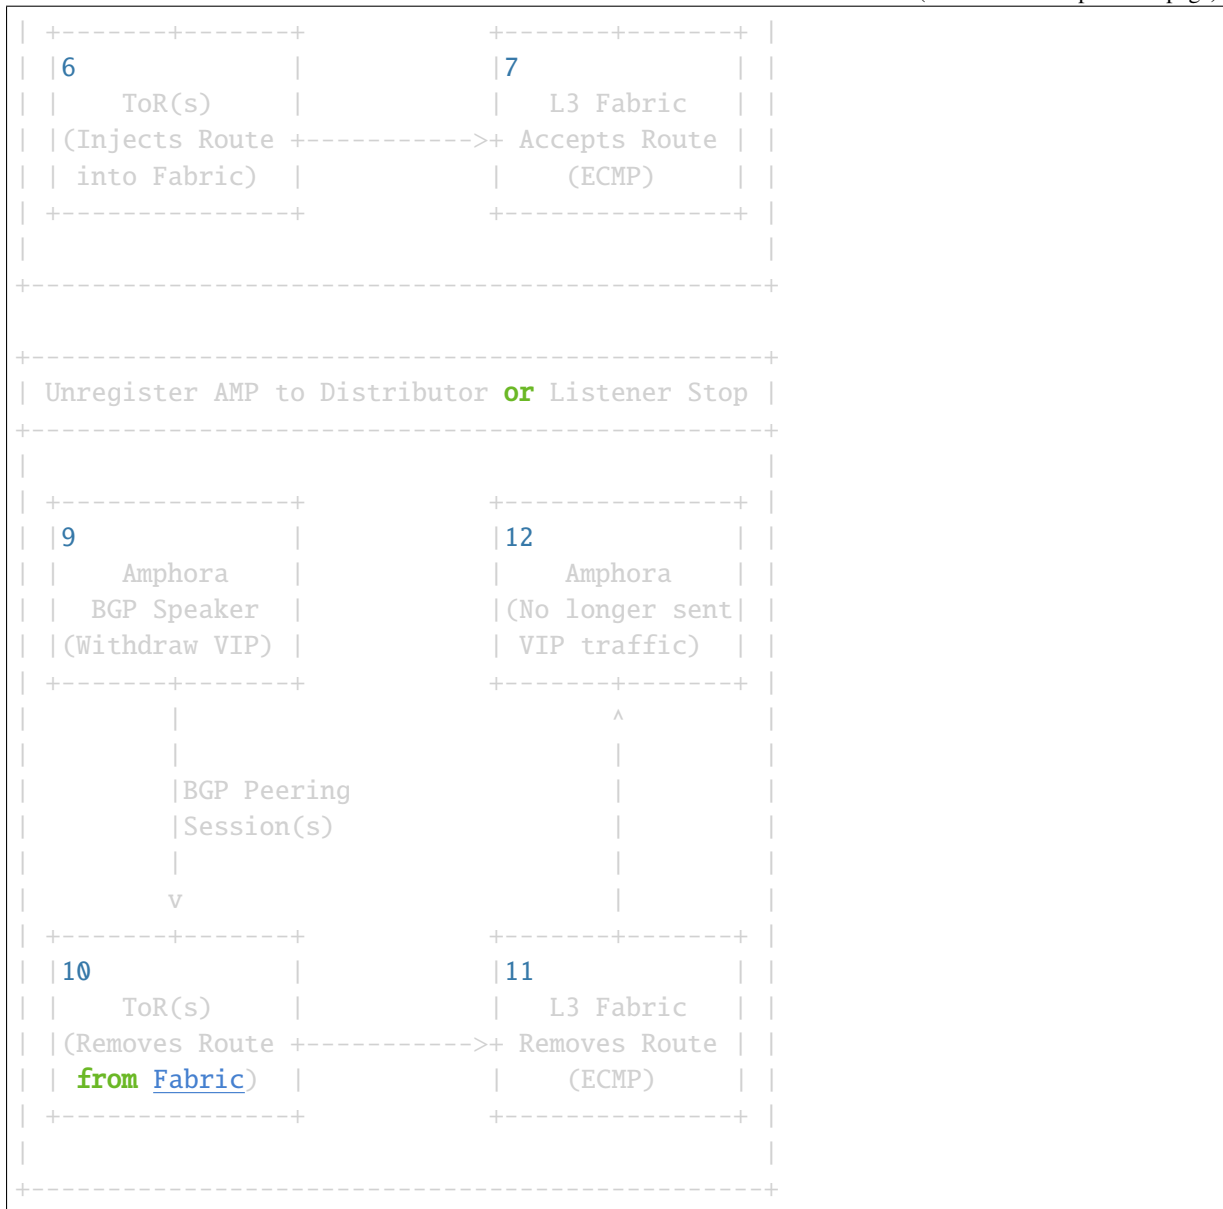 | +-------+-------+            +-------+-------+ |
| |6              |            |7              | |
| |    ToR(s)     |            |   L3 Fabric   | |
| |(Injects Route +----------->+ Accepts Route | |
| | into Fabric)  |            |    (ECMP)     | |
| +---------------+            +---------------+ |
|                                                |
+------------------------------------------------+

+------------------------------------------------+
| Unregister AMP to Distributor or Listener Stop |
+------------------------------------------------+
|                                                |
| +---------------+            +---------------+ |
| |9              |            |12             | |
| |    Amphora    |            |    Amphora    | |
| |  BGP Speaker  |            |(No longer sent| |
| |(Withdraw VIP) |            | VIP traffic)  | |
| +-------+-------+            +-------+-------+ |
|         |                            ^         |
|         |                            |         |
|         |BGP Peering                 |         |
|         |Session(s)                  |         |
|         |                            |         |
|         v                            |         |
| +-------+-------+            +-------+-------+ |
| |10             |            |11             | |
| |    ToR(s)     |            |   L3 Fabric   | |
| |(Removes Route +----------->+ Removes Route | |
| | from Fabric)  |            |    (ECMP)     | |
| +---------------+            +---------------+ |
|                                                |
+------------------------------------------------+